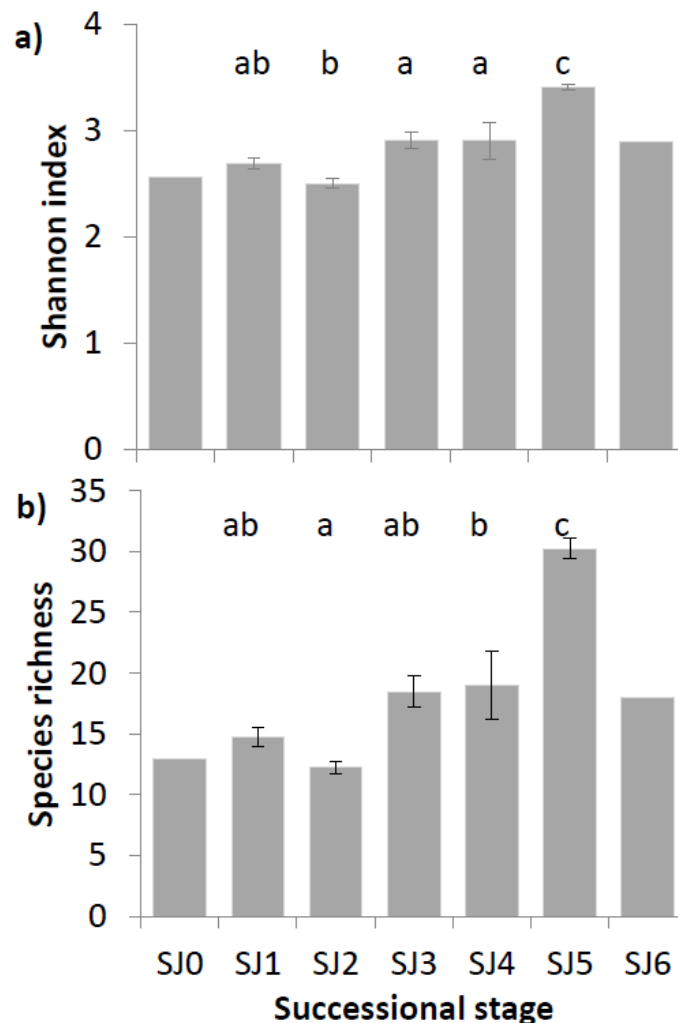 a)
Shannon index
4
3
2
1
0
ab b a a c
b)
Species richness
35
30
25
20
15
10
5
0
ab a ab b c
SJ0 SJ1 SJ2 SJ3 SJ4 SJ5 SJ6
Successional stage